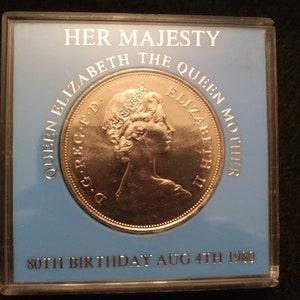 HER MAJESTY
QUEEN ELIZABETH THE QUEEN MOTHER
D·G·REG·F·D· ELIZABETH II
80TH BIRTHDAY AUG 4TH 1980